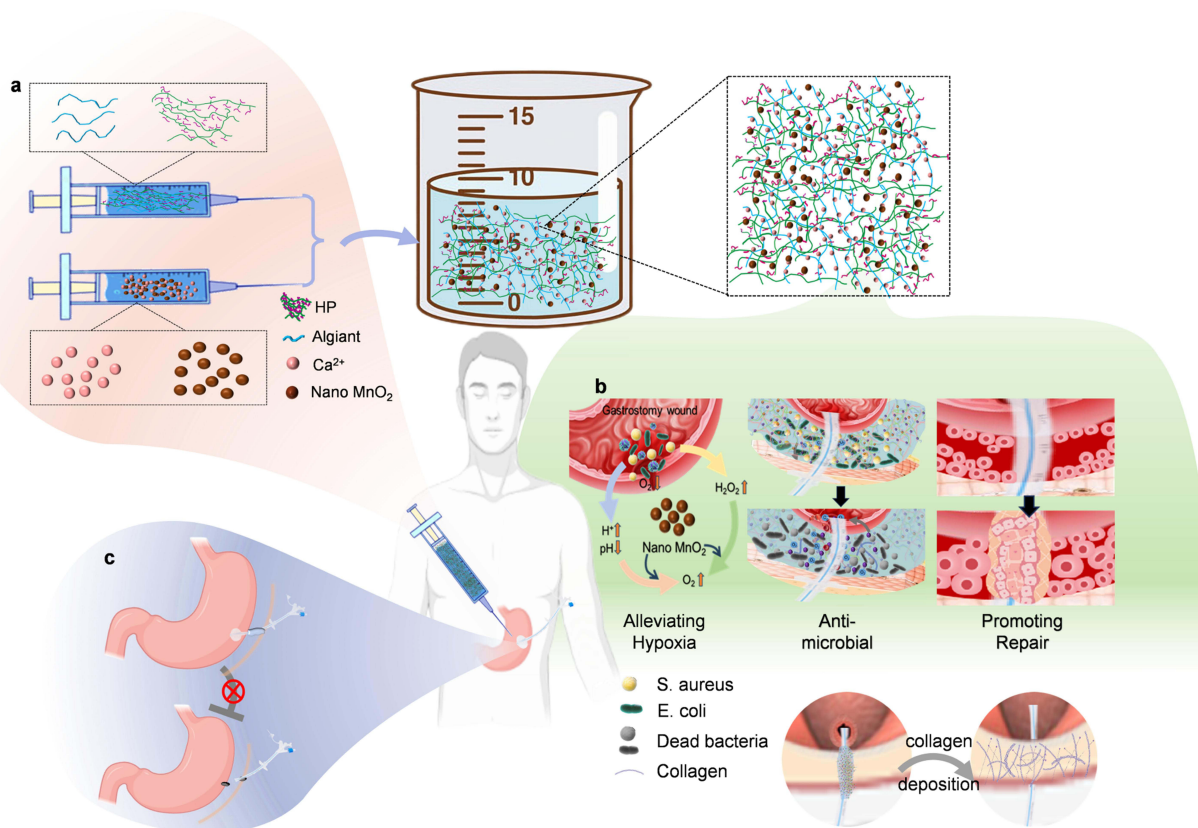 a
15
10
5
0
HP
Algiant
Ca²⁺
Nano MnO₂
b
Gastrostomy wound
O₂↓
H₂O₂↑
H⁺↑
pH↓
Nano MnO₂
O₂↑
Alleviating
Hypoxia
Anti-
microbial
Promoting
Repair
c
S. aureus
E. coli
Dead bacteria
Collagen
collagen
deposition